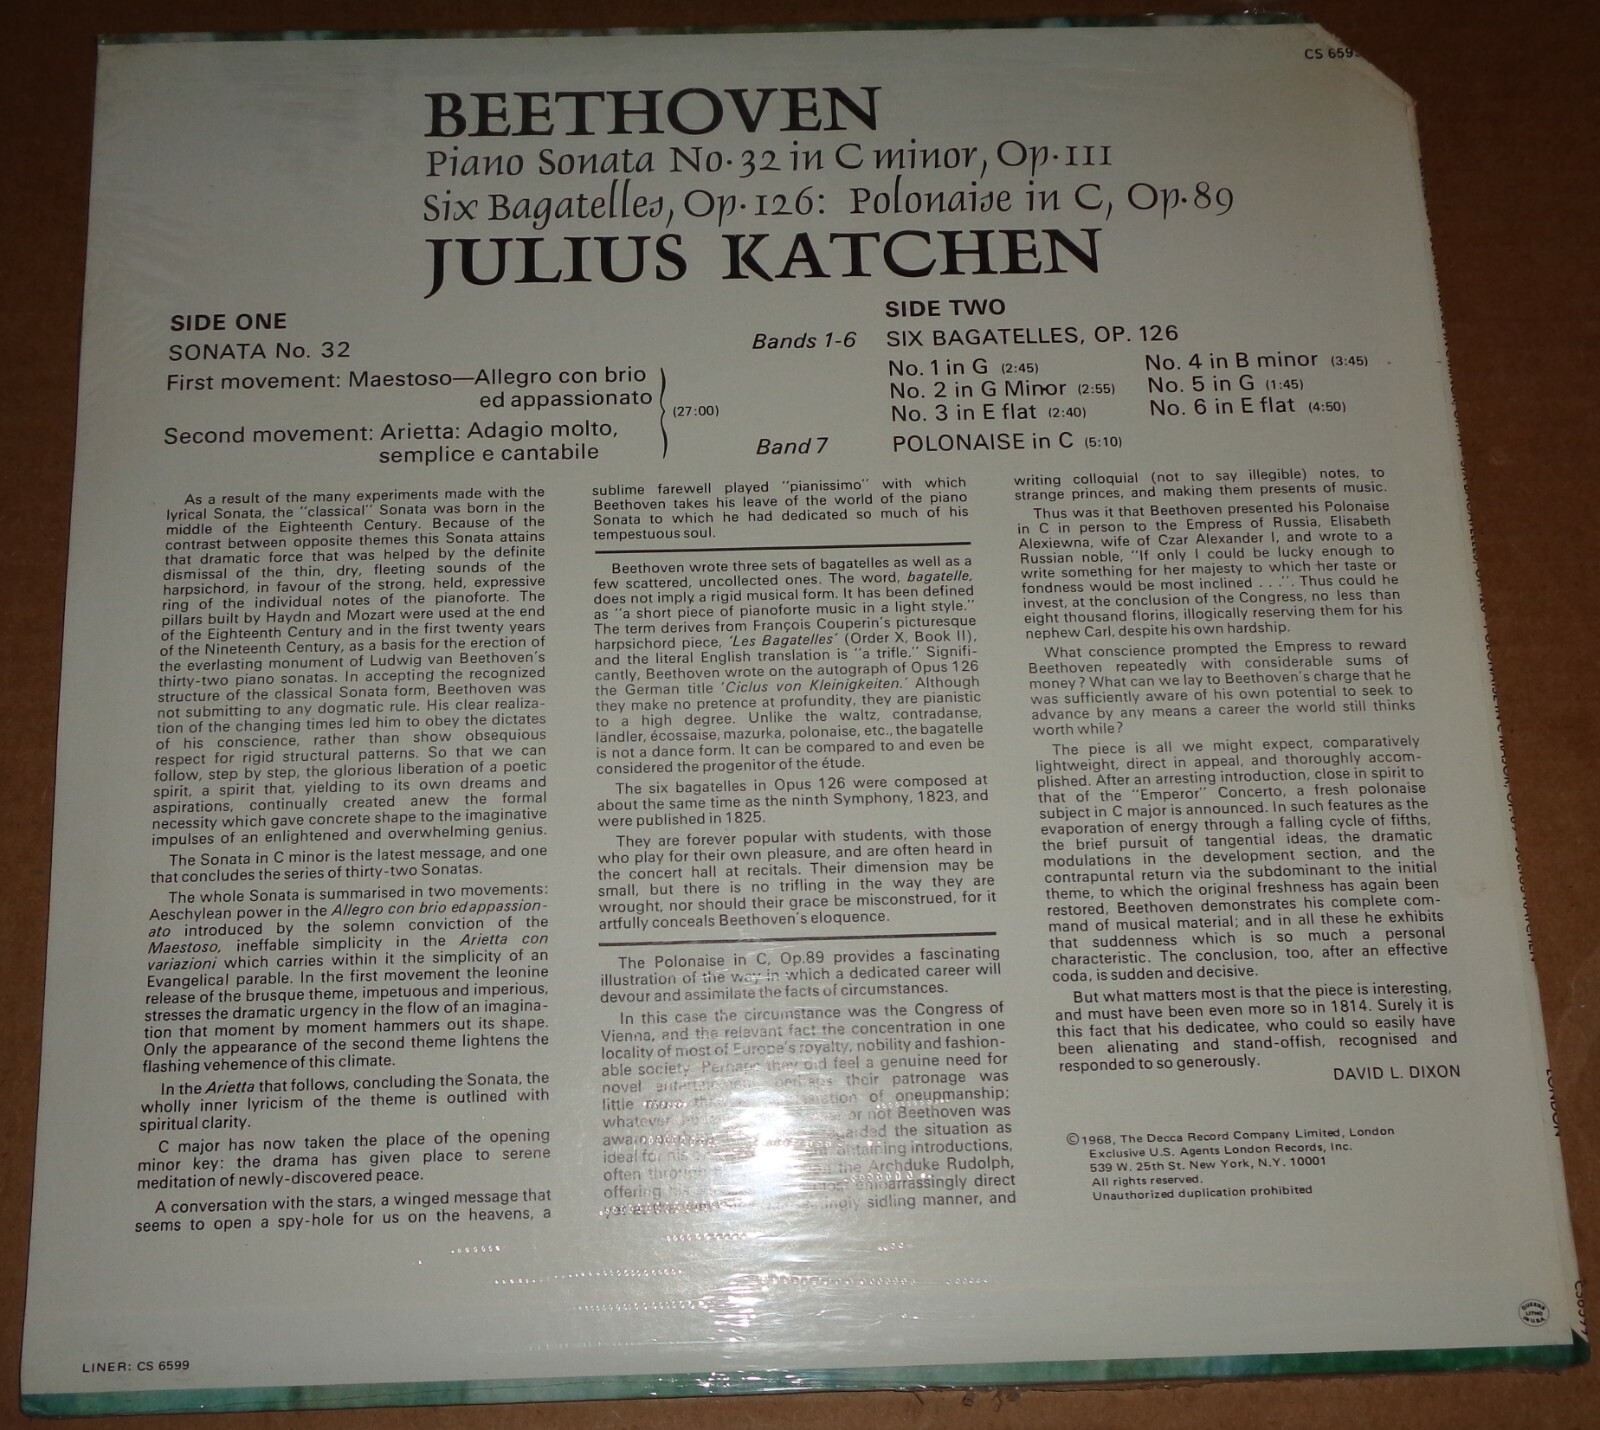 CS 659
BEETHOVEN
Piano Sonata No. 32 in C minor, Op. III
Six Bagatelles, Op. 126: Polonaise in C, Op. 89
JULIUS KATCHEN
SIDE ONE
SONATA No. 32
First movement: Maestoso—Allegro con brio
ed appassionato
(27:00)
Second movement: Arietta: Adagio molto,
semplice e cantabile
SIDE TWO
Bands 1-6 SIX BAGATELLES, OP. 126
No. 1 in G (2:45)
No. 2 in G Minor (2:55)
No. 3 in E flat (2:40)
No. 4 in B minor (3:45)
No. 5 in G (1:45)
No. 6 in E flat (4:50)
Band 7 POLONAISE in C (5:10)
As a result of the many experiments made with the
lyrical Sonata, the "classical" Sonata was born in the
middle of the Eighteenth Century. Because of the
contrast between opposite themes this Sonata attains
that dramatic force that was helped by the definite
dismissal of the thin, dry, fleeting sounds of the
harpsichord, in favour of the strong, held, expressive
ring of the individual notes of the pianoforte. The
pillars built by Haydn and Mozart were used at the end
of the Eighteenth Century and in the first twenty years
of the Nineteenth Century, as a basis for the erection of
the everlasting monument of Ludwig van Beethoven's
thirty-two piano sonatas. In accepting the recognized
structure of the classical Sonata form, Beethoven was
not submitting to any dogmatic rule. His clear realiza-
tion of the changing times led him to obey the dictates
of his conscience, rather than show obsequious
respect for rigid structural patterns. So that we can
follow, step by step, the glorious liberation of a poetic
spirit, a spirit that, yielding to its own dreams and
aspirations, continually created anew the formal
necessity which gave concrete shape to the imaginative
impulses of an enlightened and overwhelming genius.
The Sonata in C minor is the latest message, and one
that concludes the series of thirty-two Sonatas.
The whole Sonata is summarised in two movements:
Aeschylean power in the Allegro con brio ed appassion-
ato introduced by the solemn conviction of the
Maestoso, ineffable simplicity in the Arietta con
variazioni which carries within it the simplicity of an
Evangelical parable. In the first movement the leonine
release of the brusque theme, impetuous and imperious,
stresses the dramatic urgency in the flow of an imagina-
tion that moment by moment hammers out its shape.
Only the appearance of the second theme lightens the
flashing vehemence of this climate.
In the Arietta that follows, concluding the Sonata, the
wholly inner lyricism of the theme is outlined with
spiritual clarity.
C major has now taken the place of the opening
minor key: the drama has given place to serene
meditation of newly-discovered peace.
A conversation with the stars, a winged message that
seems to open a spy-hole for us on the heavens, a
sublime farewell played "pianissimo" with which
Beethoven takes his leave of the world of the piano
Sonata to which he had dedicated so much of his
tempestuous soul.
Beethoven wrote three sets of bagatelles as well as a
few scattered, uncollected ones. The word, bagatelle,
does not imply a rigid musical form. It has been defined
as "a short piece of pianoforte music in a light style."
The term derives from François Couperin's picturesque
harpsichord piece, 'Les Bagatelles' (Order X, Book II),
and the literal English translation is "a trifle." Signifi-
cantly, Beethoven wrote on the autograph of Opus 126
the German title 'Ciclus von Kleinigkeiten.' Although
they make no pretence at profundity, they are pianistic
to a high degree. Unlike the waltz, contradanse,
ländler, écossaise, mazurka, polonaise, etc., the bagatelle
is not a dance form. It can be compared to and even be
considered the progenitor of the étude.
The six bagatelles in Opus 126 were composed at
about the same time as the ninth Symphony, 1823, and
were published in 1825.
They are forever popular with students, with those
who play for their own pleasure, and are often heard in
the concert hall at recitals. Their dimension may be
small, but there is no trifling in the way they are
wrought, nor should their grace be misconstrued, for it
artfully conceals Beethoven's eloquence.
The Polonaise in C, Op.89 provides a fascinating
illustration of the way in which a dedicated career will
devour and assimilate the facts of circumstances.
In this case the circumstance was the Congress of
Vienna, and the relevant fact the concentration in one
locality of most of Europe's royalty, nobility and fashion-
able society. Perhaps they did feel a genuine need for
novel perhaps their patronage was
little of oneupmanship;
whatever or not Beethoven was
the situation as
ideal for his introductions,
often through the Archduke Rudolph,
offering embarrassingly direct
sidling manner, and
writing colloquial (not to say illegible) notes, to
strange princes, and making them presents of music.
Thus was it that Beethoven presented his Polonaise
in C in person to the Empress of Russia, Elisabeth
Alexiewna, wife of Czar Alexander I, and wrote to a
Russian noble, "If only I could be lucky enough to
write something for her majesty to which her taste or
fondness would be most inclined . . .". Thus could he
invest, at the conclusion of the Congress, no less than
eight thousand florins, illogically reserving them for his
nephew Carl, despite his own hardship.
What conscience prompted the Empress to reward
Beethoven repeatedly with considerable sums of
money? What can we lay to Beethoven's charge that he
was sufficiently aware of his own potential to seek to
advance by any means a career the world still thinks
worth while?
The piece is all we might expect, comparatively
lightweight, direct in appeal, and thoroughly accom-
plished. After an arresting introduction, close in spirit to
that of the "Emperor" Concerto, a fresh polonaise
subject in C major is announced. In such features as the
evaporation of energy through a falling cycle of fifths,
the brief pursuit of tangential ideas, the dramatic
modulations in the development section, and the
contrapuntal return via the subdominant to the initial
theme, to which the original freshness has again been
restored, Beethoven demonstrates his complete com-
mand of musical material; and in all these he exhibits
that suddenness which is so much a personal
characteristic. The conclusion, too, after an effective
coda, is sudden and decisive.
But what matters most is that the piece is interesting,
and must have been even more so in 1814. Surely it is
this fact that his dedicatee, who could so easily have
been alienating and stand-offish, recognised and
responded to so generously.
DAVID L. DIXON
©1968, The Decca Record Company Limited, London
Exclusive U.S. Agents London Records, Inc.
539 W. 25th St. New York, N.Y. 10001
All rights reserved.
Unauthorized duplication prohibited
LONDON
LINER: CS 6599